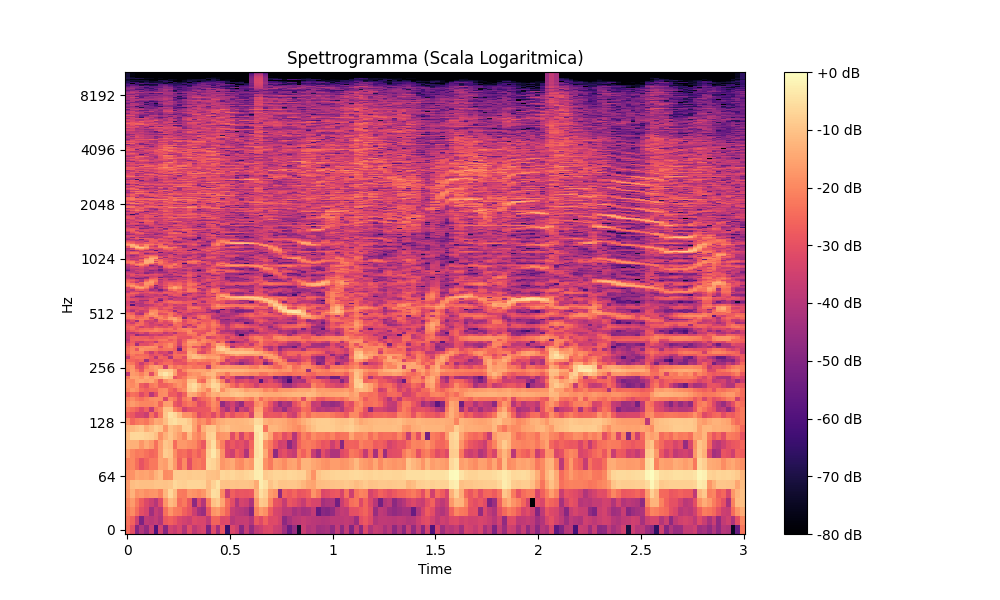 Spettrogramma (Scala Logaritmica)
Hz
8192
4096
2048
1024
512
256
128
64
0
0
0.5
1
1.5
2
2.5
3
Time
+0 dB
-10 dB
-20 dB
-30 dB
-40 dB
-50 dB
-60 dB
-70 dB
-80 dB